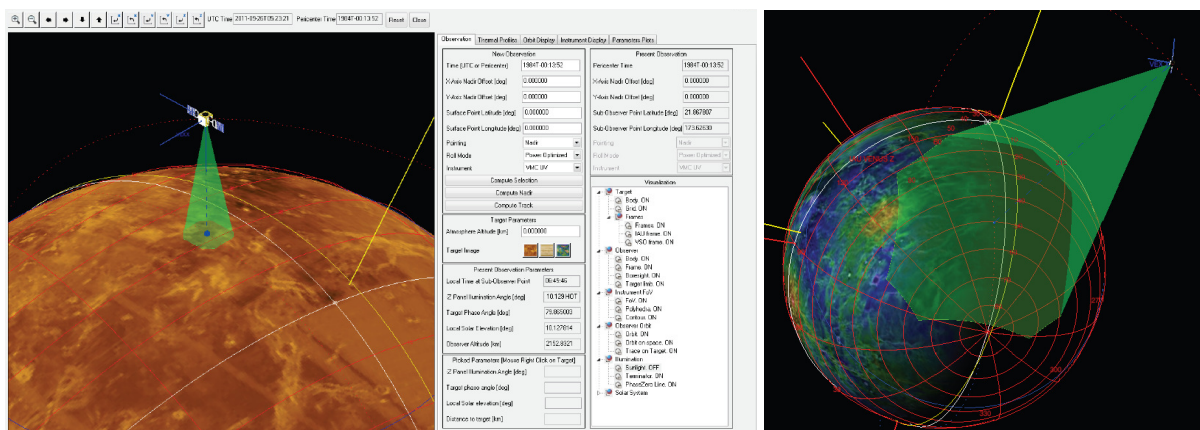 UTC Time 2011-09-26T05:23:21 Pericenter Time 1984T-00:13:52 Reset Close
Observation Thermal Profiles Orbit Display Instrument Display Parameters Plots
New Observation
Time (UTC or Pericenter) 1984T-00:13:52
X-Axis Nadir Offset [deg] 0.000000
Y-Axis Nadir Offset [deg] 0.000000
Surface Point Latitude [deg] 0.000000
Surface Point Longitude [deg] 0.000000
Pointing Nadir
Roll Mode Power Optimized
Instrument VMC UV
Compute Selection
Compute Nadir
Compute Track
Target Parameters
Atmosphere Altitude [km] 0.000000
Target Image
Present Observation Parameters
Local Time at Sub-Observer Point 06:45:46
Panel Illumination Angle [deg] 10.129 HOT
Target Phase Angle [deg] 79.865003
Local Solar Elevation [deg] 10.127614
Observer Altitude [km] 2152.8321
Picked Parameters (Mouse Right Click on Target)
Panel Illumination Angle [deg]
Target phase angle [deg]
Local Solar elevation [deg]
Distance to target [km]
Present Observation
Pericenter Time 1984T-00:13:52
X-Axis Nadir Offset [deg] 0.000000
Y-Axis Nadir Offset [deg] 0.000000
Sub-Observer Point Latitude [deg] 21.867807
Sub-Observer Point Longitude [deg] 173.62830
Pointing Nadir
Roll Mode Power Optimized
Instrument VMC UV
Visualization
Target
Body. ON
Grid. ON
Frames
Frames. ON
IAU frame. ON
VSO frame. ON
Observer
Body. ON
Frame. ON
Boresight. ON
Target limb. ON
Instrument FoV
FoV. ON
Polyhedra. ON
Contour. ON
Observer Orbit
Orbit. ON
Orbit on space. ON
Trace on Target. ON
Illumination
Sunlight. OFF
Terminator. ON
PhaseZero Line. ON
Solar System
300
330